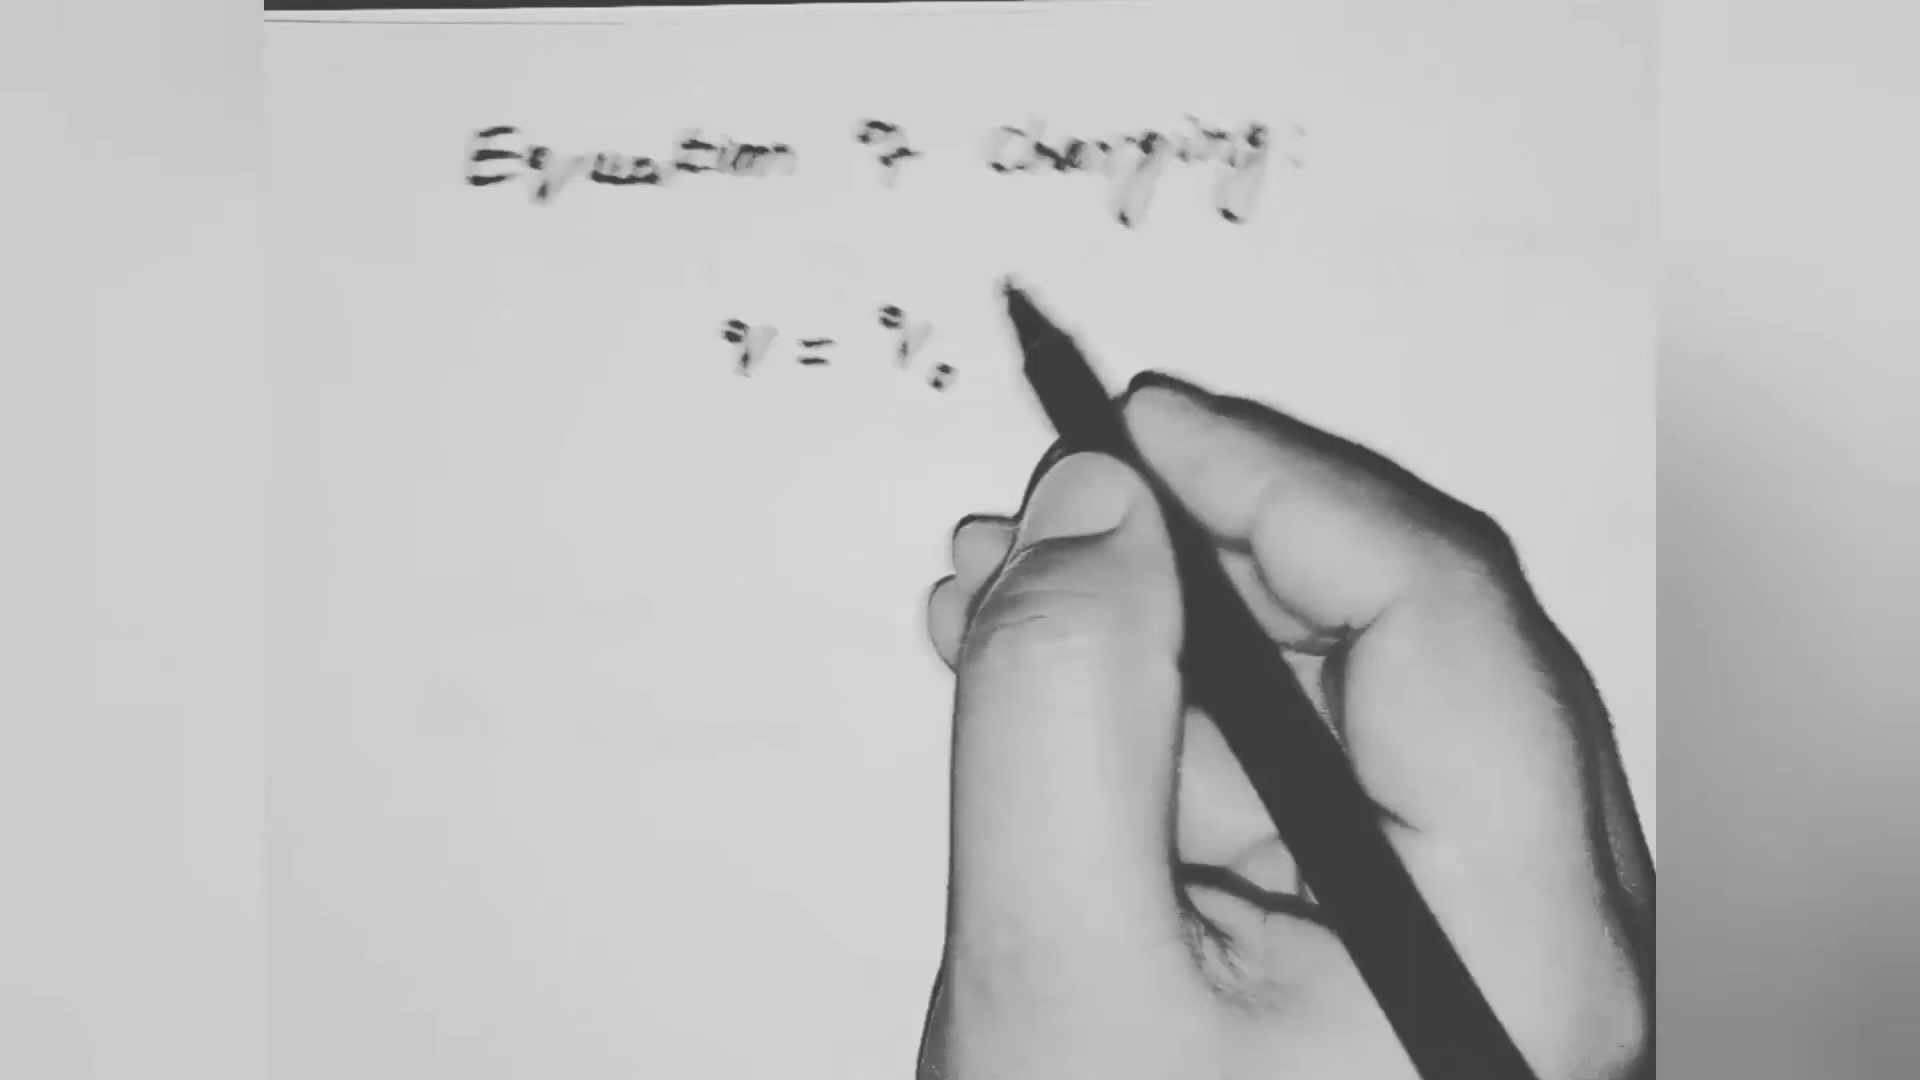 Equation of Charging:
q = q₀